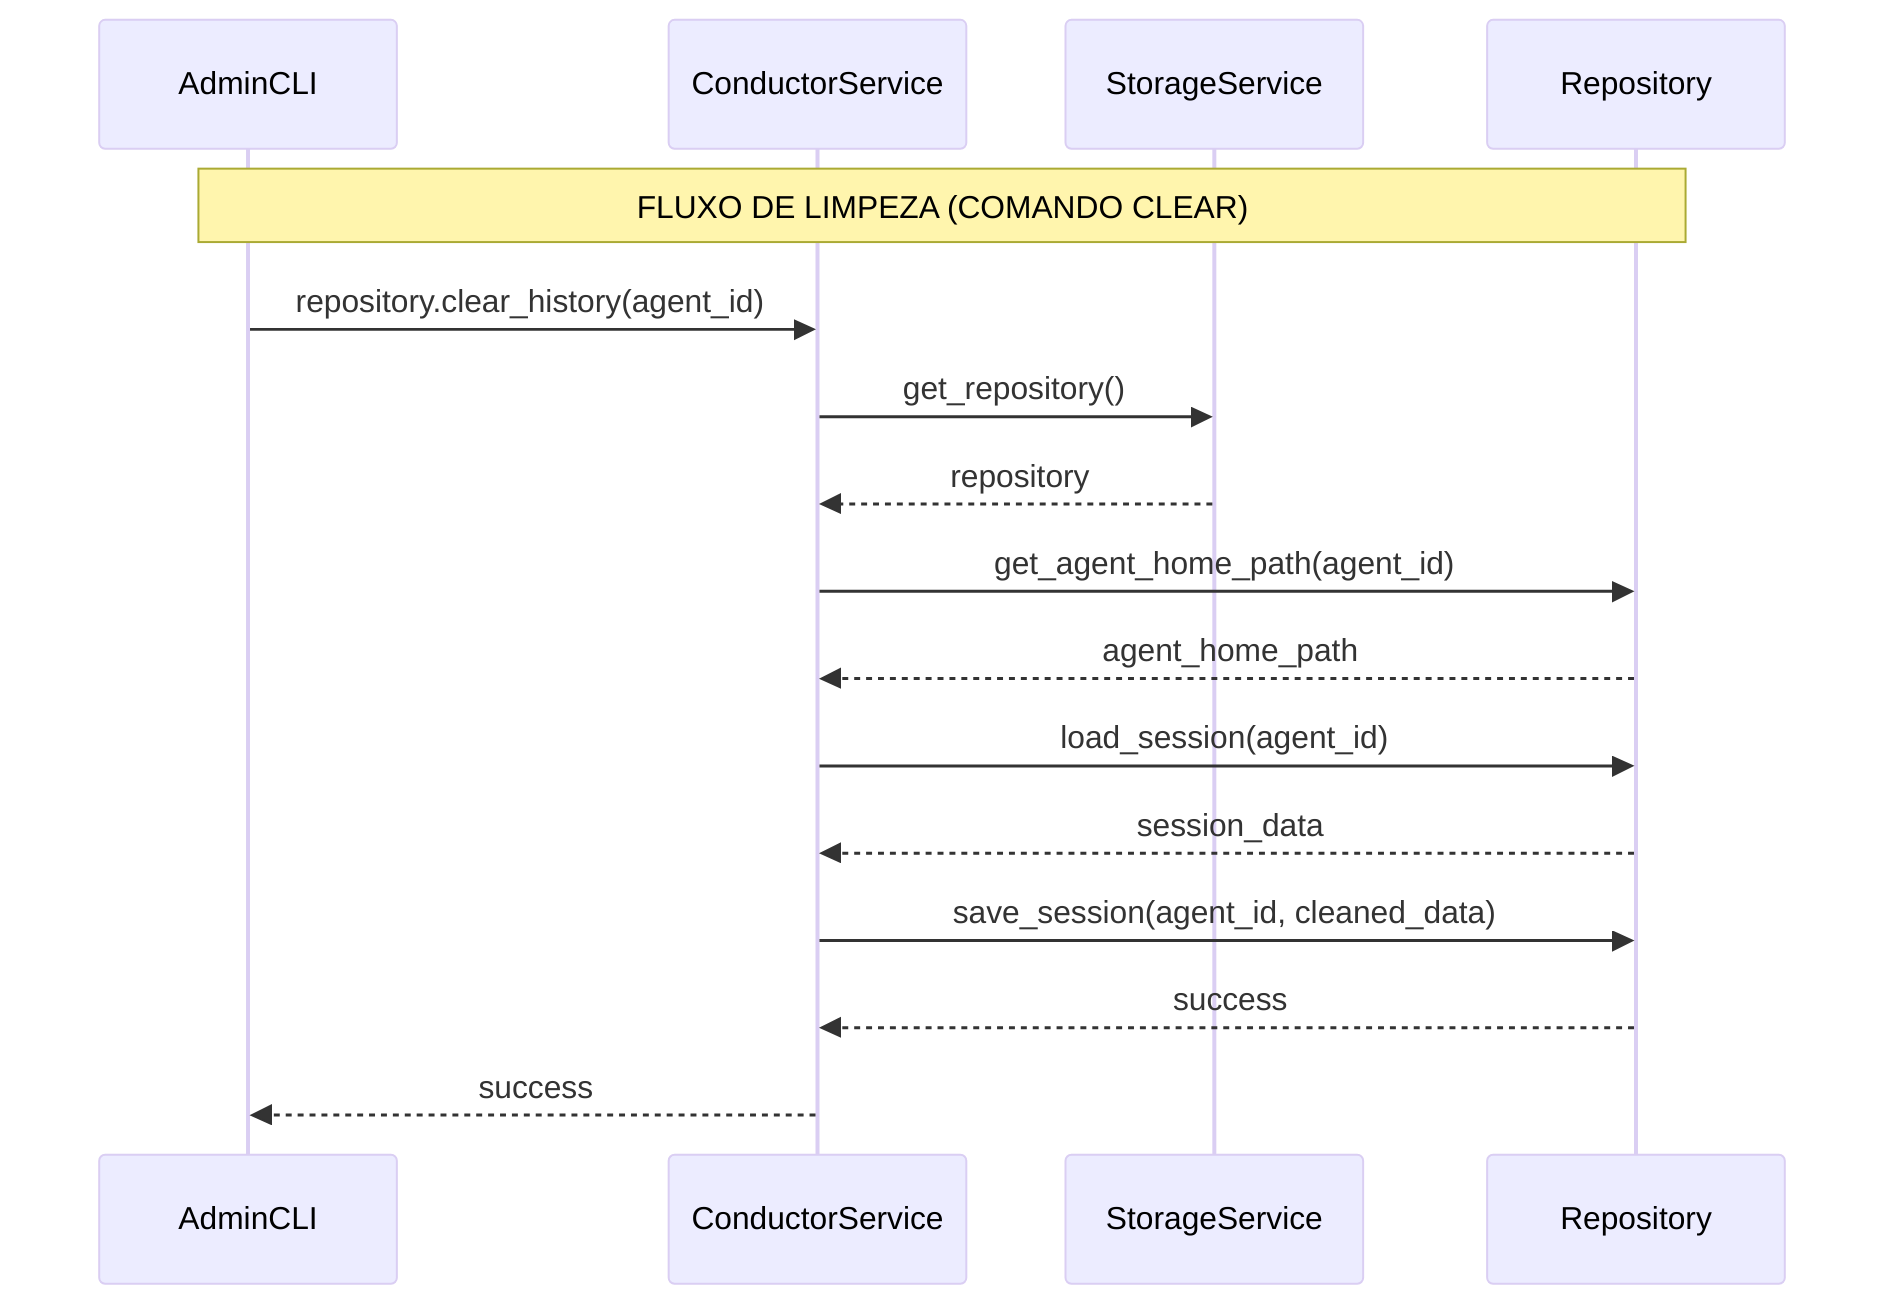 AdminCLI
ConductorService
StorageService
Repository
FLUXO DE LIMPEZA (COMANDO CLEAR)
repository.clear_history(agent_id)
get_repository()
repository
get_agent_home_path(agent_id)
agent_home_path
load_session(agent_id)
session_data
save_session(agent_id, cleaned_data)
success
success
AdminCLI
ConductorService
StorageService
Repository